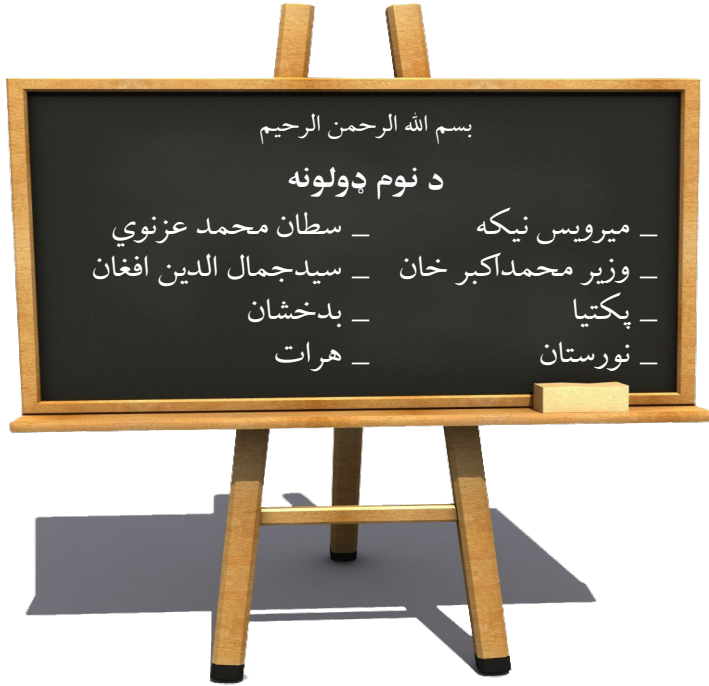 بسم الله الرحمن الرحیم
د نوم ډولونه
_ میرویس نیکه _ سطان محمد عزنوي
_ وزیر محمداکبر خان _ سیدجمال الدین افغان
_ پکتیا _ بدخشان
_ نورستان _ هرات